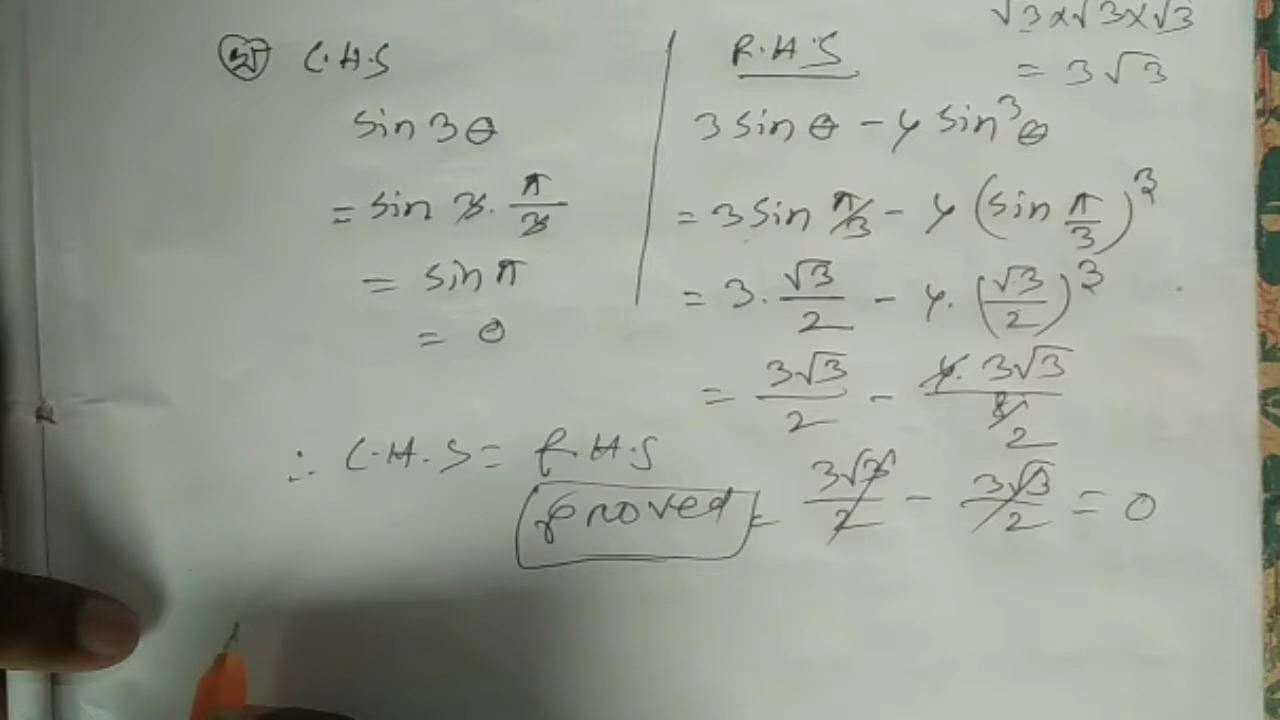 L.H.S
sin 3θ
= sin 3. π/3
= sin π
= 0
∴ L.H.S = R.H.S
Proved
√3×√3×√3
= 3√3
R.H.S
3 sin θ - 4 sin³θ
= 3 sin π/3 - 4 (sin π/3)³
= 3. √3/2 - 4. (√3/2)³
= 3√3/2 - 4. 3√3/8 2
= 3√3/2 - 3√3/2 = 0